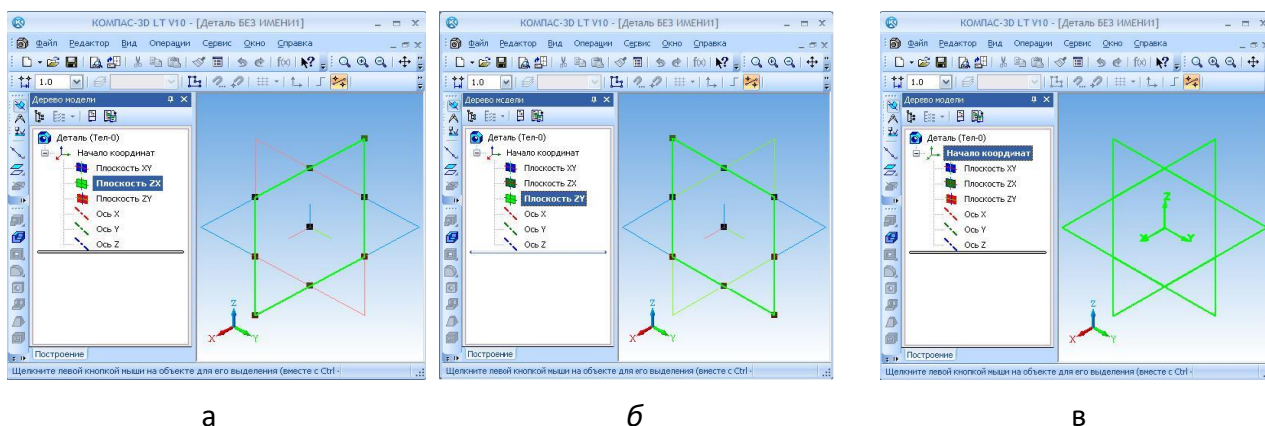 КОМПАС-3D LT V10 - [Деталь БЕЗ ИМЕНИ1]
Файл Редактор Вид Операции Сервис Окно Справка
1.0
Дерево модели
Деталь (Тел-0)
Начало координат
Плоскость XY
Плоскость ZX
Плоскость ZY
Ось X
Ось Y
Ось Z
Z
X
Y
Построение
Щелкните левой кнопкой мыши на объекте для его выделения (вместе с Ctrl -
а
КОМПАС-3D LT V10 - [Деталь БЕЗ ИМЕНИ1]
Файл Редактор Вид Операции Сервис Окно Справка
1.0
Дерево модели
Деталь (Тел-0)
Начало координат
Плоскость XY
Плоскость ZX
Плоскость ZY
Ось X
Ось Y
Ось Z
Z
X
Y
Построение
Щелкните левой кнопкой мыши на объекте для его выделения (вместе с Ctrl -
б
КОМПАС-3D LT V10 - [Деталь БЕЗ ИМЕНИ1]
Файл Редактор Вид Операции Сервис Окно Справка
1.0
Дерево модели
Деталь (Тел-0)
Начало координат
Плоскость XY
Плоскость ZX
Плоскость ZY
Ось X
Ось Y
Ось Z
Z
X
Y
Z
X
Y
Построение
Щелкните левой кнопкой мыши на объекте для его выделения (вместе с Ctrl -
в